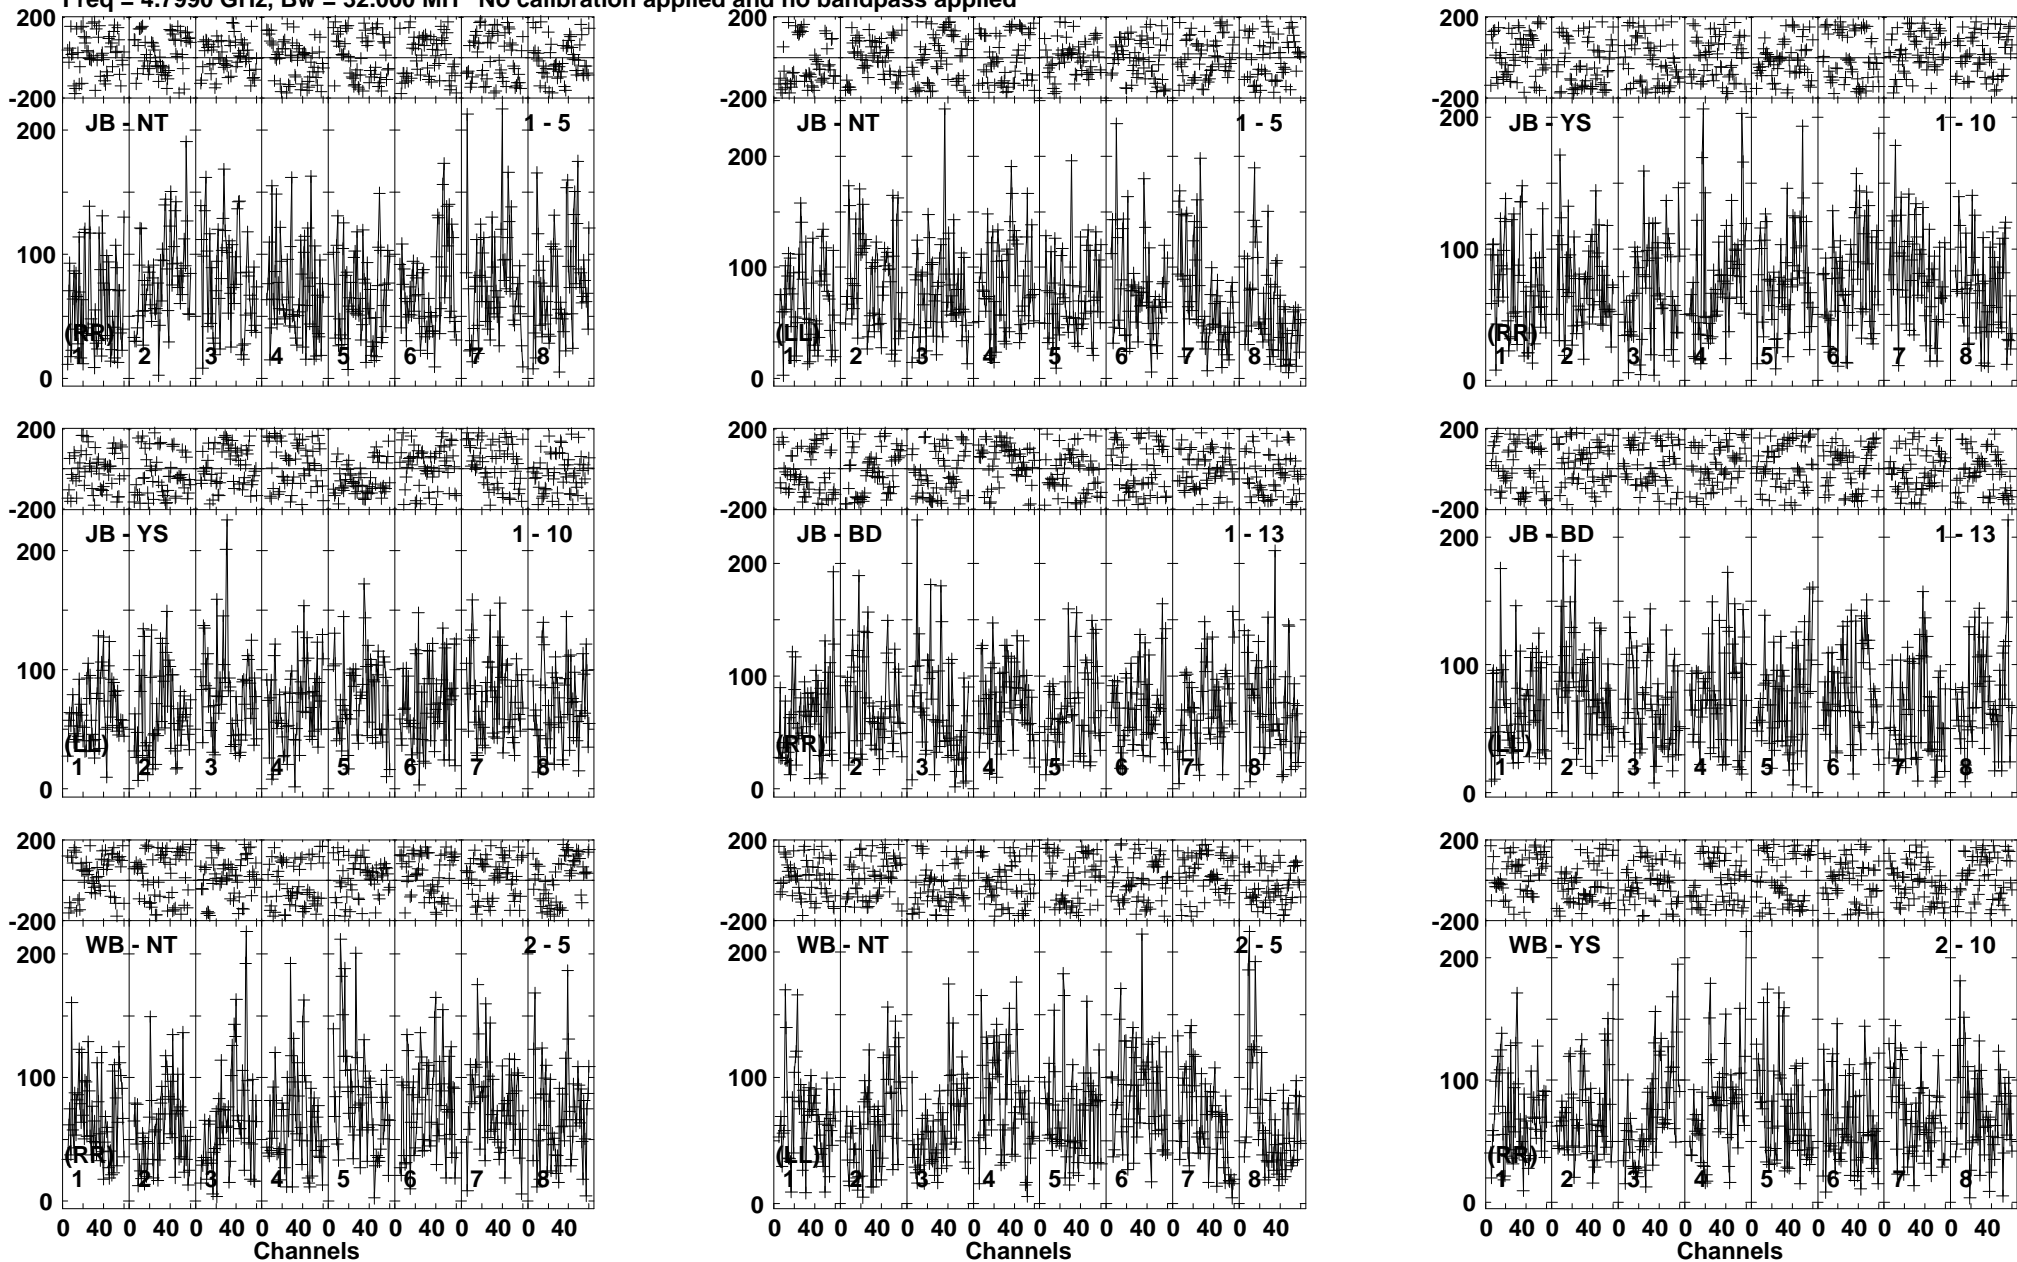 Freq = 4.7990 GHz, Bw = 32.000 MH No calibration applied and no bandpass applied
200 200 200
-200 -200 -200
JB - NT 1 - 5 JB - NT 1 - 5 JB - YS 1 - 10
200 200 200
100 100 100
(RR) (LL) (RR)
1 2 3 4 5 6 7 8 1 2 3 4 5 6 7 8 1 2 3 4 5 6 7 8
0 0 0
200 200 200
-200 -200 -200
JB - YS 1 - 10 JB - BD 1 - 13 JB - BD 1 - 13
200 200 200
100 100 100
(LL) (RR) (LL)
1 2 3 4 5 6 7 8 1 2 3 4 5 6 7 8 1 2 3 4 5 6 7 8
0 0 0
200 200 200
-200 -200 -200
WB - NT 2 - 5 WB - NT 2 - 5 WB - YS 2 - 10
200 200 200
100 100 100
(RR) (LL) (RR)
1 2 3 4 5 6 7 8 1 2 3 4 5 6 7 8 1 2 3 4 5 6 7 8
0 0 0
0 40 0 40 0 40 0 40 0 40 0 40 0 40 0 40 0 40 0 40 0 40 0 40 0 40 0 40 0 40 0 40 0 40 0 40 0 40 0 40 0 40 0 40 0 40 0 40
Channels Channels Channels